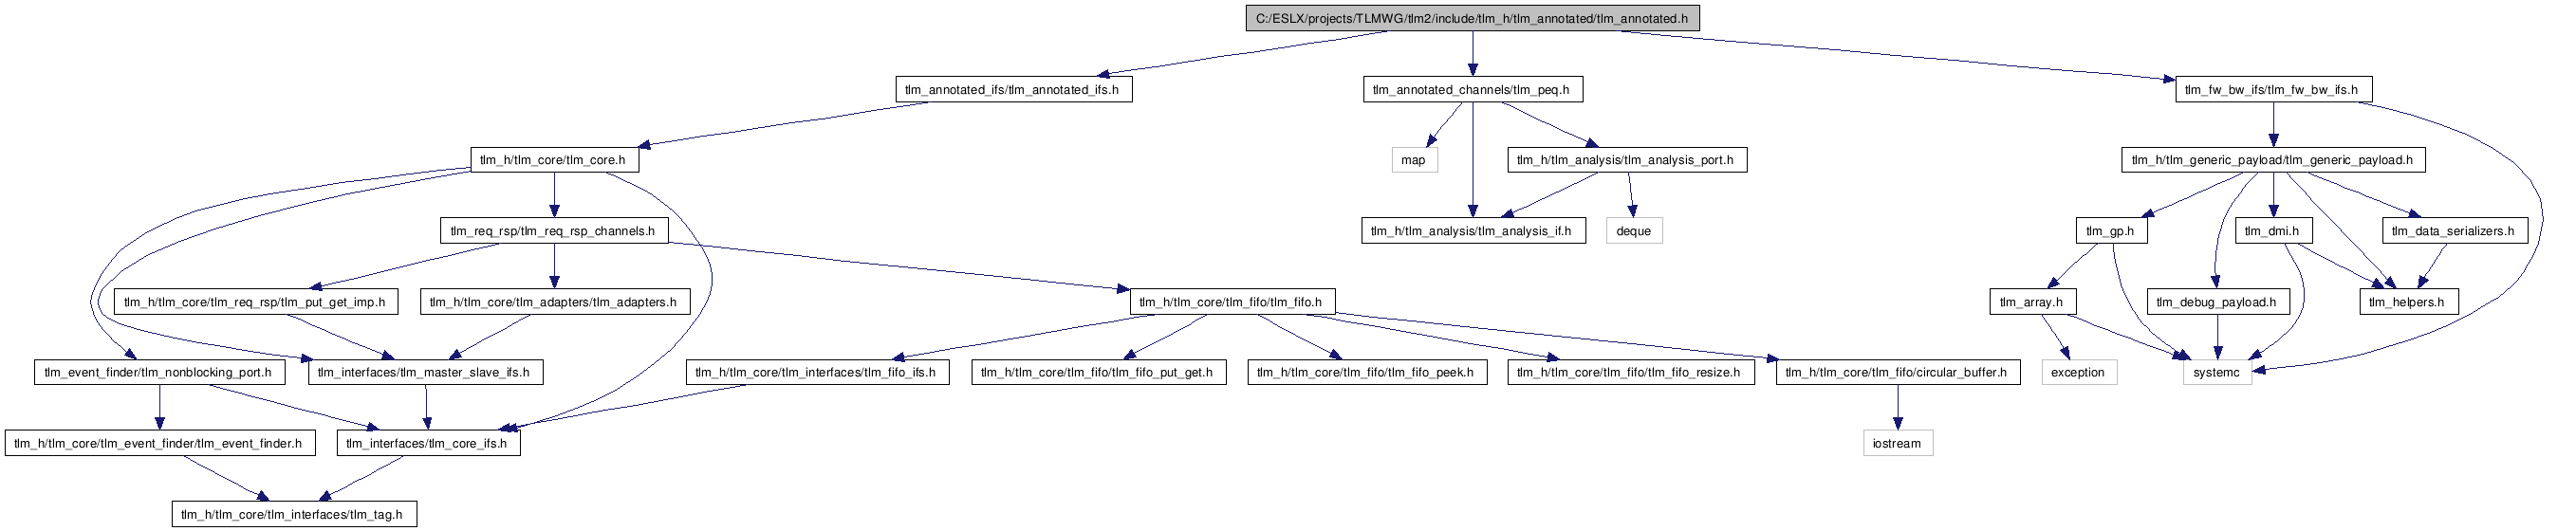 C:/ESLX/projects/TLMWG/tlm2/include/tlm_h/tlm_annotated/tlm_annotated.h
tlm_annotated_ifs/tlm_annotated_ifs.h
tlm_annotated_channels/tlm_peq.h
tlm_fw_bw_ifs/tlm_fw_bw_ifs.h
tlm_h/tlm_core/tlm_core.h
map
tlm_h/tlm_analysis/tlm_analysis_port.h
tlm_h/tlm_generic_payload/tlm_generic_payload.h
tlm_req_rsp/tlm_req_rsp_channels.h
tlm_h/tlm_analysis/tlm_analysis_if.h
deque
tlm_gp.h
tlm_dmi.h
tlm_data_serializers.h
tlm_h/tlm_core/tlm_req_rsp/tlm_put_get_imp.h
tlm_h/tlm_core/tlm_adapters/tlm_adapters.h
tlm_h/tlm_core/tlm_fifo/tlm_fifo.h
tlm_array.h
tlm_debug_payload.h
tlm_helpers.h
tlm_event_finder/tlm_nonblocking_port.h
tlm_interfaces/tlm_master_slave_ifs.h
tlm_h/tlm_core/tlm_interfaces/tlm_fifo_ifs.h
tlm_h/tlm_core/tlm_fifo/tlm_fifo_put_get.h
tlm_h/tlm_core/tlm_fifo/tlm_fifo_peek.h
tlm_h/tlm_core/tlm_fifo/tlm_fifo_resize.h
tlm_h/tlm_core/tlm_fifo/circular_buffer.h
exception
systemc
tlm_h/tlm_core/tlm_event_finder/tlm_event_finder.h
tlm_interfaces/tlm_core_ifs.h
iostream
tlm_h/tlm_core/tlm_interfaces/tlm_tag.h